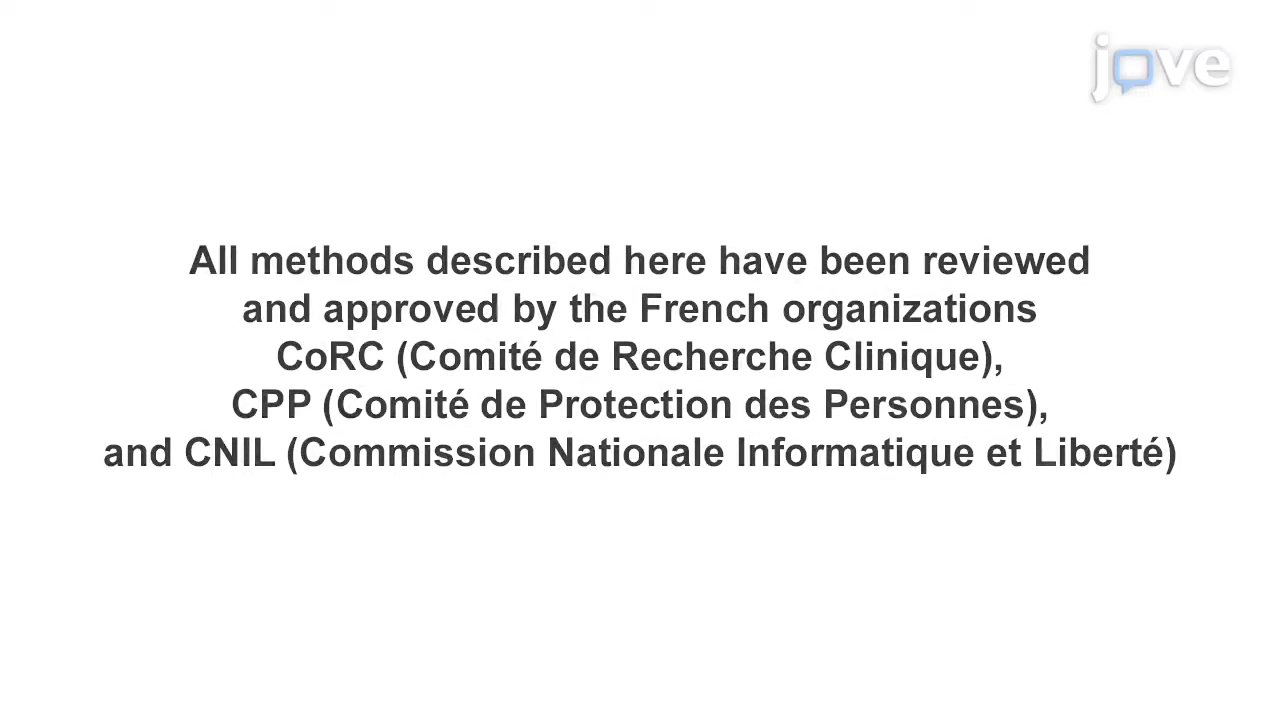 jove
All methods described here have been reviewed
and approved by the French organizations
CoRC (Comité de Recherche Clinique),
CPP (Comité de Protection des Personnes),
and CNIL (Commission Nationale Informatique et Liberté)